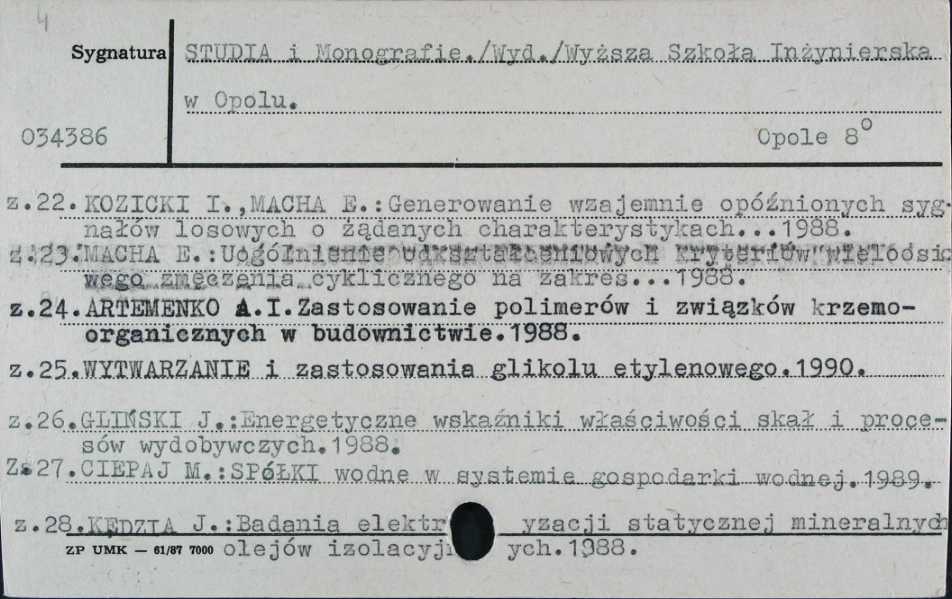 4
Sygnatura STUDIA i Monografie./Wyd./Wyższa Szkoła Inżynierska
w Opolu.
034386 Opole 8°
z.22.KOZICKI I.,MACHA E.:Generowanie wzajemnie opóźnionych syg-
nałów losowych o żądanych charakterystykach...1988.
z.23.MACHA E.:Uogólnienie odkształceniowych kryteriów wieloosio
wego zmęczenia cyklicznego na zakres...1988.
z.24.ARTEMENKO A.I.Zastosowanie polimerów i związków krzemo-
organicznych w budownictwie.1988.
z.25.WYTWARZANIE i zastosowania glikolu etylenowego.1990.
z.26.GLIŃSKI J.:Energetyczne wskaźniki właściwości skał i proce-
sów wydobywczych.1988.
Z.27.CIEPAJ M.:SPÓŁKI wodne w systemie gospodarki wodnej.1989.
z.28.KĘDZIA J.:Badania elektr yzacji statycznej mineralnych
ZP UMK — 61/87 7000 olejów izolacyj ych.1988.